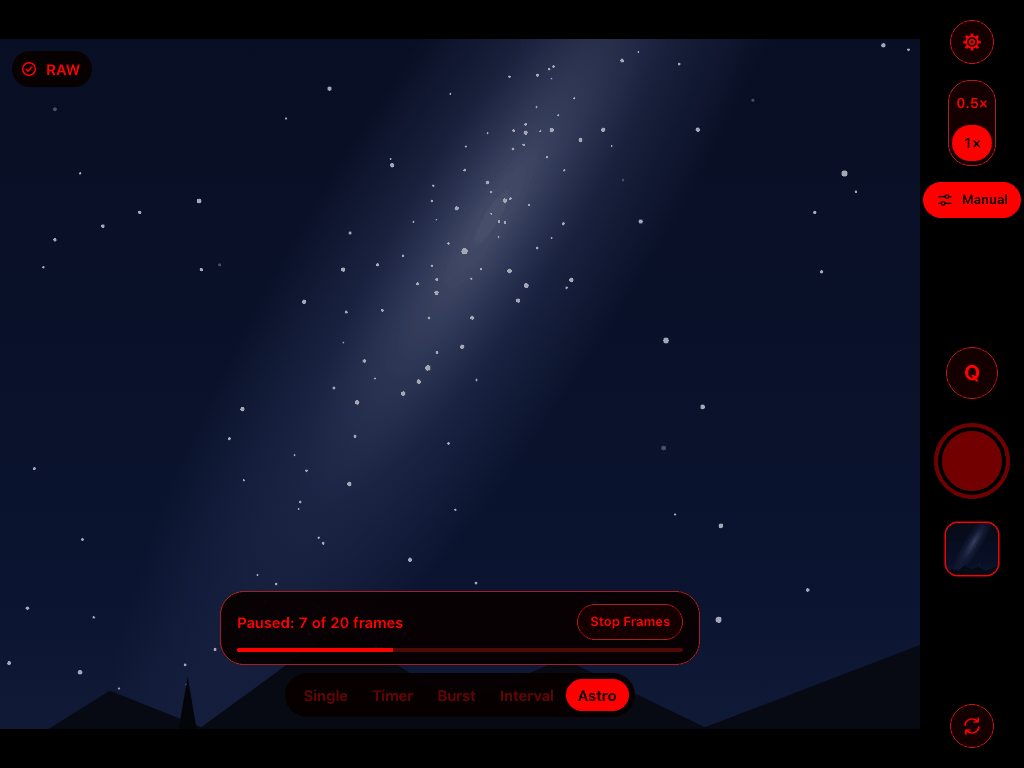 RAW
0.5×
1×
Manual
Q
Paused: 7 of 20 frames
Stop Frames
Single
Timer
Burst
Interval
Astro